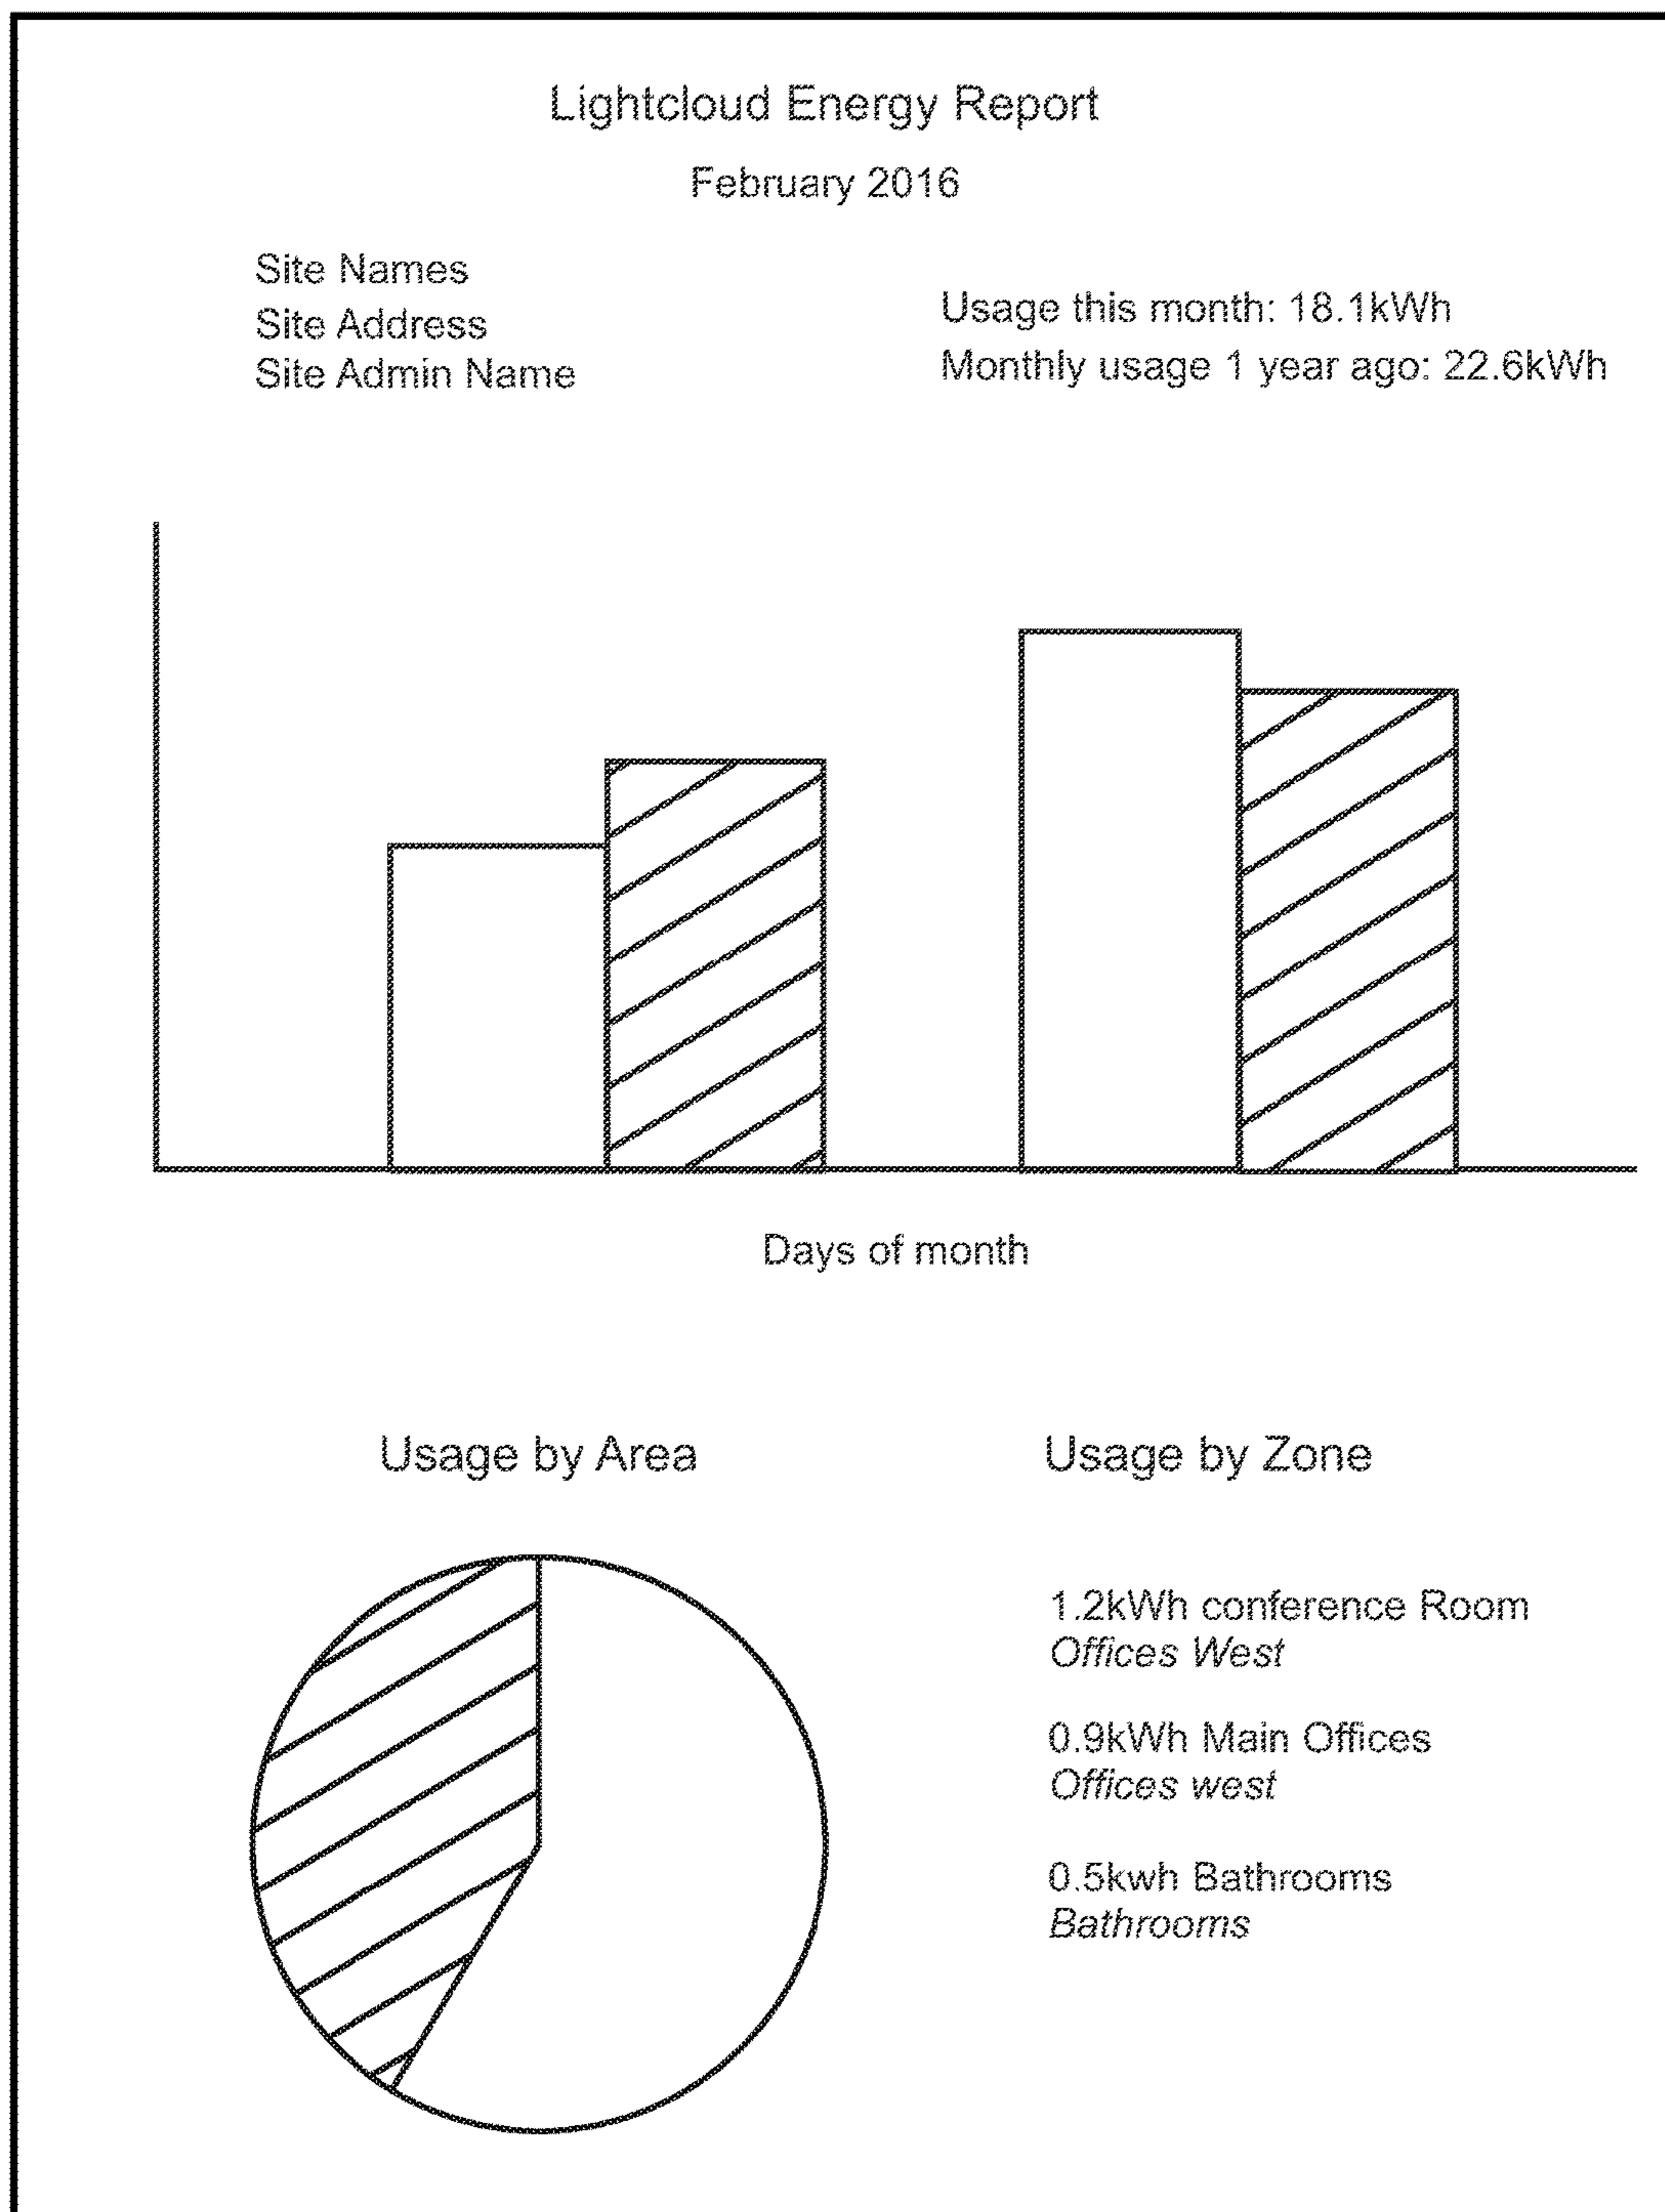 Lightcloud Energy Report
February 2016
Site Names
Site Address
Site Admin Name
Usage this month: 18.1kWh
Monthly usage 1 year ago: 22.6kWh
Days of month
Usage by Area
Usage by Zone
1.2kWh conference Room
Offices West
0.9kWh Main Offices
Offices west
0.5kwh Bathrooms
Bathrooms